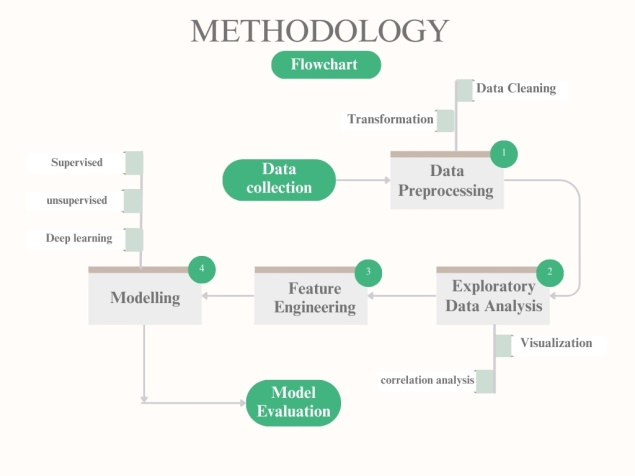 METHODOLOGY
Flowchart
Data Cleaning
Transformation
1
Data
Preprocessing
Data
collection
Supervised
unsupervised
Deep learning
4
Modelling
3
Feature
Engineering
2
Exploratory
Data Analysis
Visualization
correlation analysis
Model
Evaluation